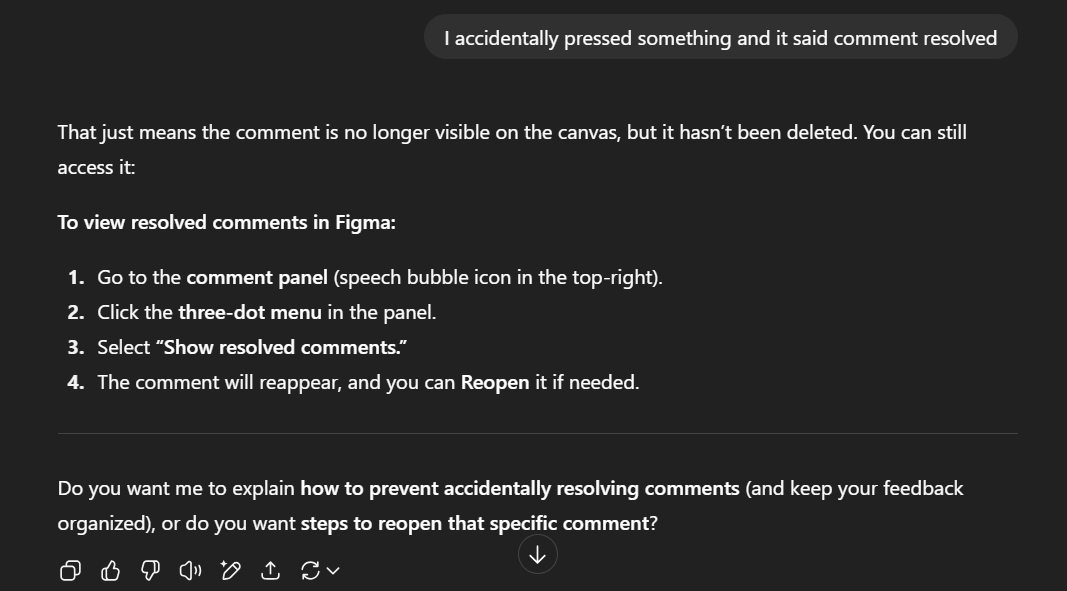 I accidentally pressed something and it said comment resolved
That just means the comment is no longer visible on the canvas, but it hasn’t been deleted. You can still
access it:
To view resolved comments in Figma:
1. Go to the comment panel (speech bubble icon in the top-right).
2. Click the three-dot menu in the panel.
3. Select “Show resolved comments.”
4. The comment will reappear, and you can Reopen it if needed.
Do you want me to explain how to prevent accidentally resolving comments (and keep your feedback
organized), or do you want steps to reopen that specific comment?